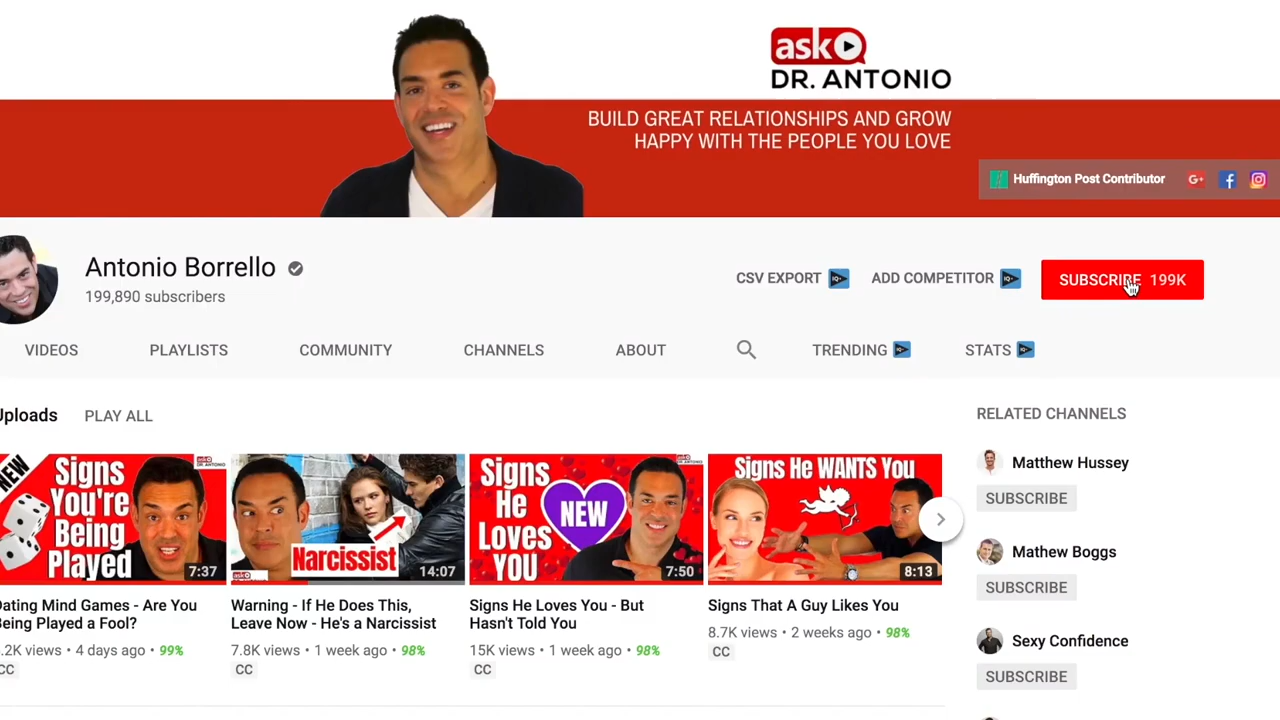 ask
DR. ANTONIO
BUILD GREAT RELATIONSHIPS AND GROW
HAPPY WITH THE PEOPLE YOU LOVE
Huffington Post Contributor
Antonio Borrello
199,890 subscribers
CSV EXPORT
ADD COMPETITOR
SUBSCRIBE 199K
VIDEOS PLAYLISTS COMMUNITY CHANNELS ABOUT TRENDING STATS
Uploads PLAY ALL
NEW
Signs
You're
Being
Played
7:37
Narcissist
14:07
Signs
He
Loves
YOU
NEW
7:50
Signs He WANTS You
8:13
Dating Mind Games - Are You
Being Played a Fool?
.2K views • 4 days ago • 99%
CC
Warning - If He Does This,
Leave Now - He's a Narcissist
7.8K views • 1 week ago • 98%
CC
Signs He Loves You - But
Hasn't Told You
15K views • 1 week ago • 98%
CC
Signs That A Guy Likes You
8.7K views • 2 weeks ago • 98%
CC
RELATED CHANNELS
Matthew Hussey
SUBSCRIBE
Mathew Boggs
SUBSCRIBE
Sexy Confidence
SUBSCRIBE